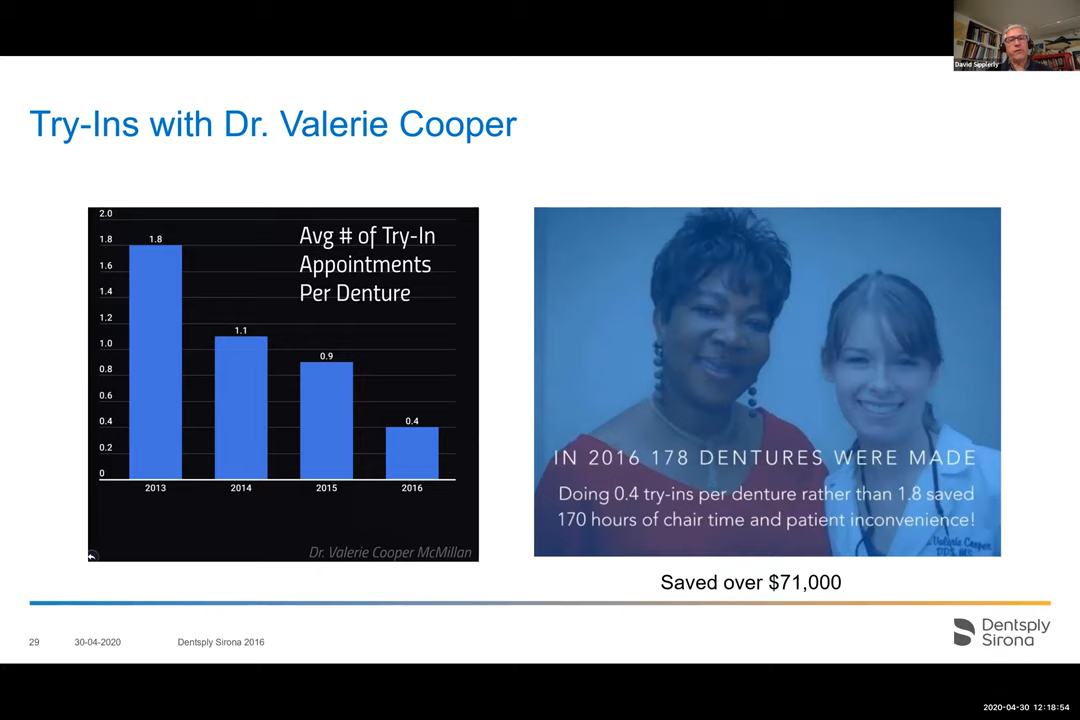 David Sipplerly
Try-Ins with Dr. Valerie Cooper
Avg # of Try-In
Appointments
Per Denture
2.0
1.8
1.6
1.4
1.2
1.0
0.8
0.6
0.4
0.2
0
1.8
1.1
0.9
0.4
2013 2014 2015 2016
Dr. Valerie Cooper McMillan
IN 2016 178 DENTURES WERE MADE
Doing 0.4 try-ins per denture rather than 1.8 saved
170 hours of chair time and patient inconvenience!
Valerie Cooper
DDS, MS
Saved over $71,000
29 30-04-2020 Dentsply Sirona 2016
Dentsply
Sirona
2020-04-30 12:18:54